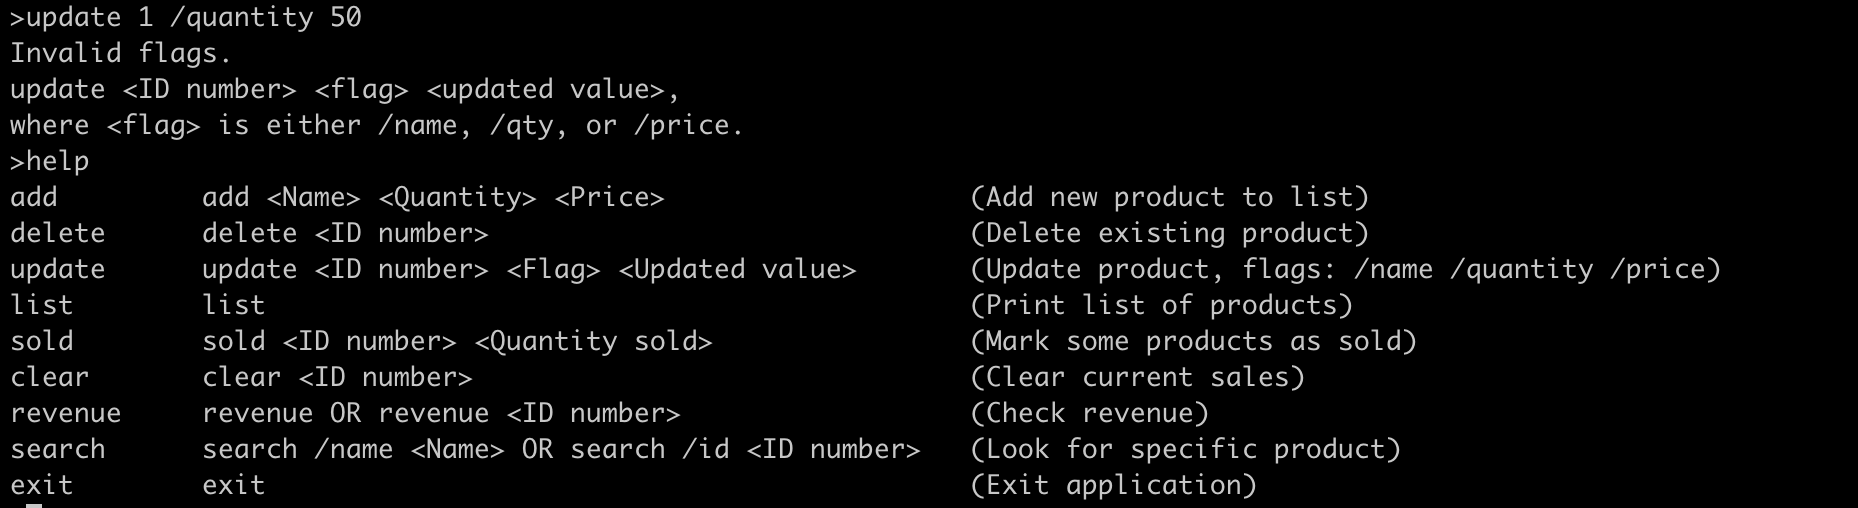 >update 1 /quantity 50
Invalid flags.
update <ID number> <flag> <updated value>,
where <flag> is either /name, /qty, or /price.
>help
add         add <Name> <Quantity> <Price>                   (Add new product to list)
delete      delete <ID number>                              (Delete existing product)
update      update <ID number> <Flag> <Updated value>       (Update product, flags: /name /quantity /price)
list        list                                            (Print list of products)
sold        sold <ID number> <Quantity sold>                (Mark some products as sold)
clear       clear <ID number>                               (Clear current sales)
revenue     revenue OR revenue <ID number>                  (Check revenue)
search      search /name <Name> OR search /id <ID number>   (Look for specific product)
exit        exit                                            (Exit application)